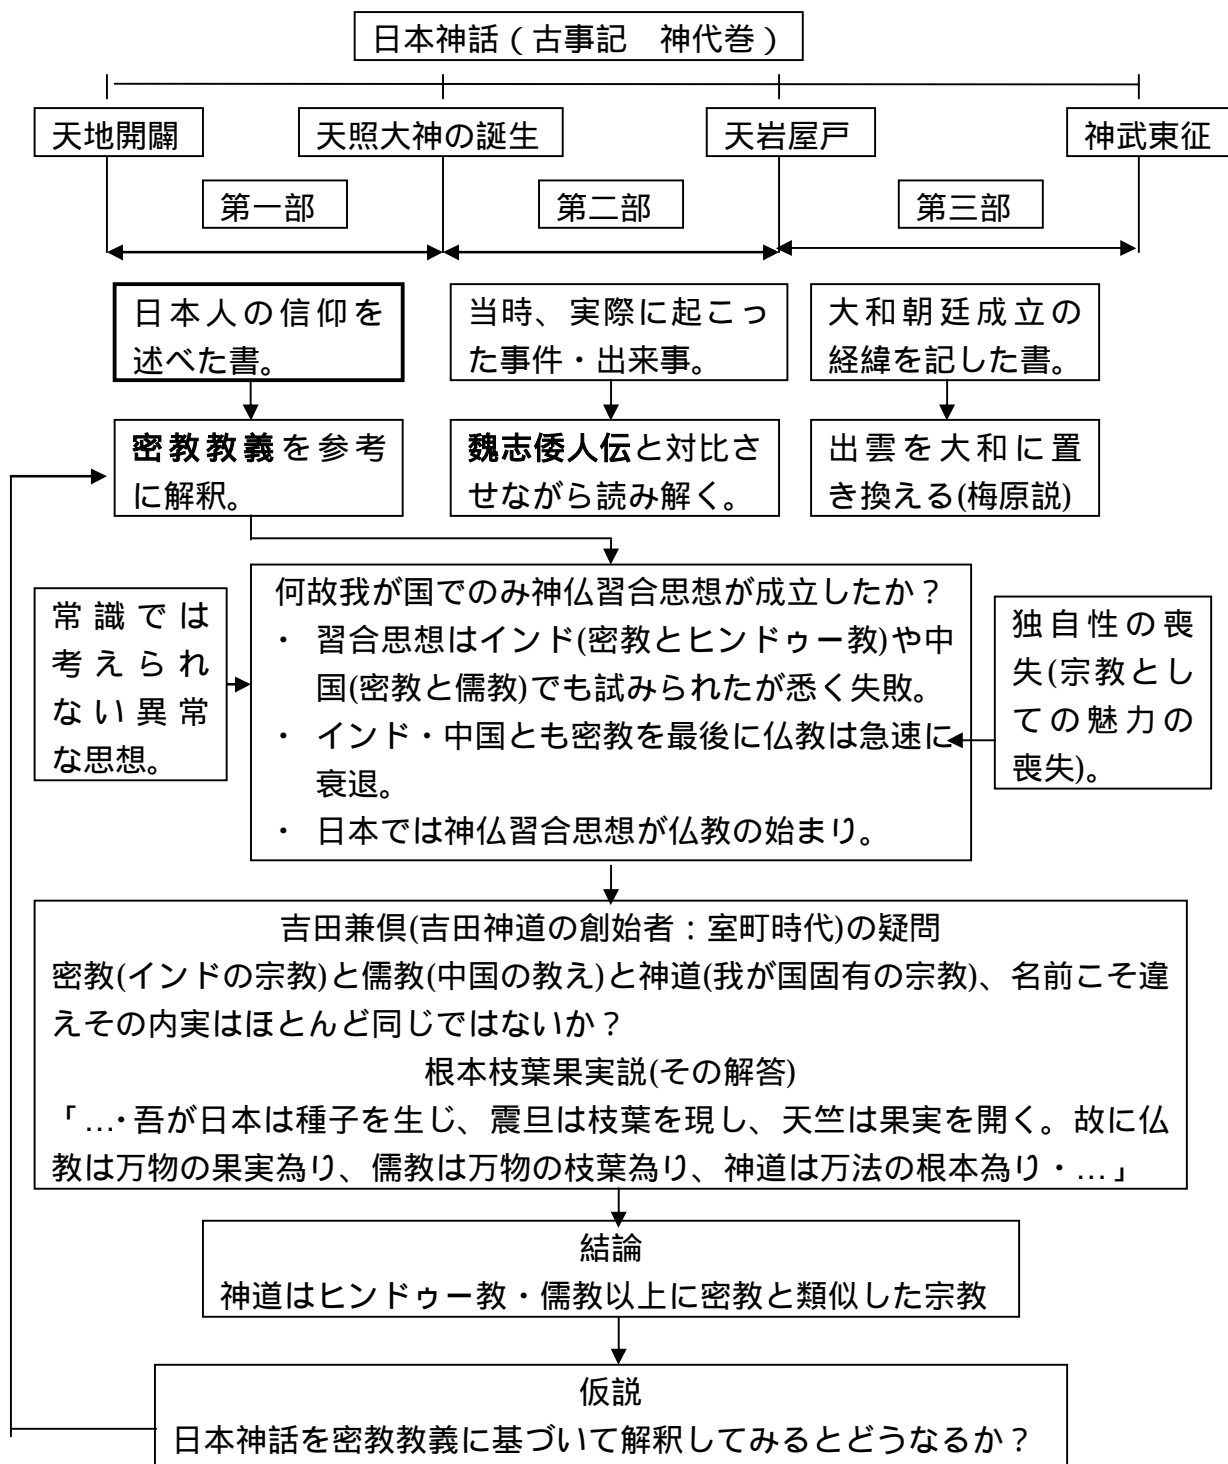 日本神話（古事記　神代巻）
天地開闢
天照大神の誕生
天岩屋戸
神武東征
第一部
第二部
第三部
日本人の信仰を
述べた書。
当時、実際に起こっ
た事件・出来事。
大和朝廷成立の
経緯を記した書。
密教教義を参考
に解釈。
魏志倭人伝と対比さ
せながら読み解く。
出雲を大和に置
き換える(梅原説)
常識では
考えられ
ない異常
な思想。
何故我が国でのみ神仏習合思想が成立したか？
・ 習合思想はインド(密教とヒンドゥー教)や中
国(密教と儒教)でも試みられたが悉く失敗。
・ インド・中国とも密教を最後に仏教は急速に
衰退。
・ 日本では神仏習合思想が仏教の始まり。
独自性の喪
失(宗教とし
ての魅力の
喪失)。
吉田兼倶(吉田神道の創始者：室町時代)の疑問
密教(インドの宗教)と儒教(中国の教え)と神道(我が国固有の宗教)、名前こそ違
えその内実はほとんど同じではないか？
根本枝葉果実説(その解答)
「…・吾が日本は種子を生じ、震旦は枝葉を現し、天竺は果実を開く。故に仏
教は万物の果実為り、儒教は万物の枝葉為り、神道は万法の根本為り・…」
結論
神道はヒンドゥー教・儒教以上に密教と類似した宗教
仮説
日本神話を密教教義に基づいて解釈してみるとどうなるか？